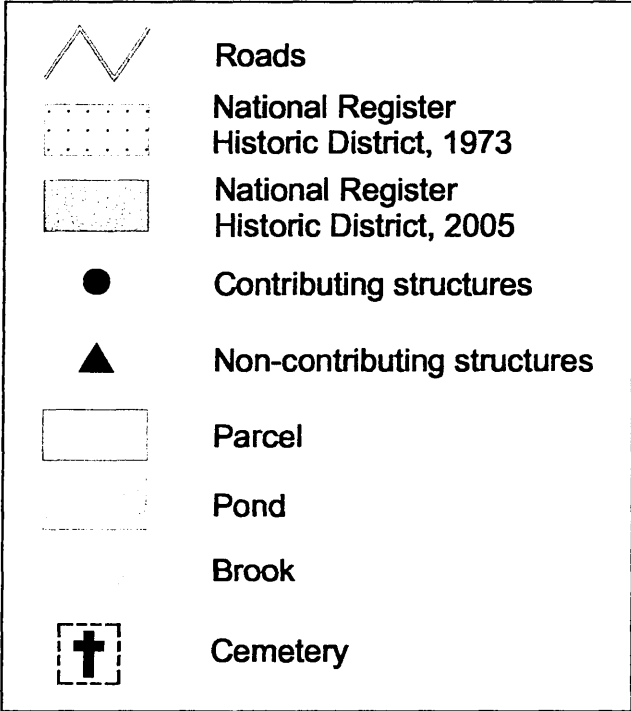 Roads
National Register
Historic District, 1973
National Register
Historic District, 2005
Contributing structures
Non-contributing structures
Parcel
Pond
Brook
Cemetery